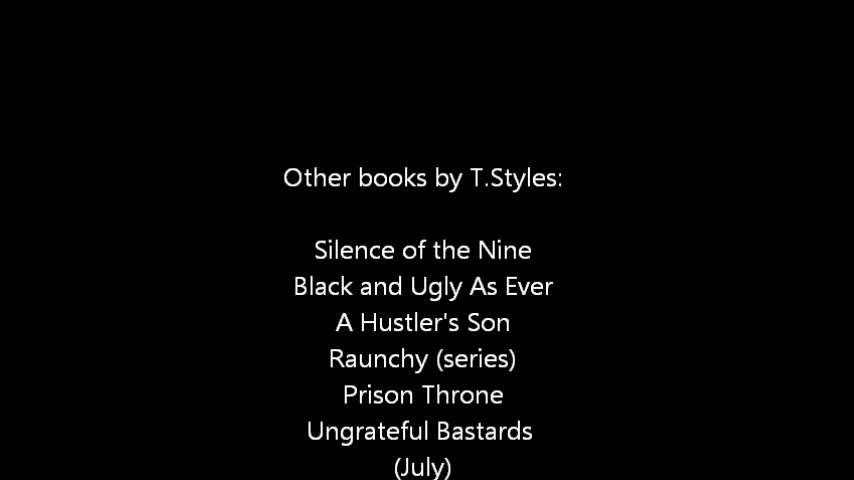 Other books by T.Styles:
Silence of the Nine
Black and Ugly As Ever
A Hustler's Son
Raunchy (series)
Prison Throne
Ungrateful Bastards
(July)